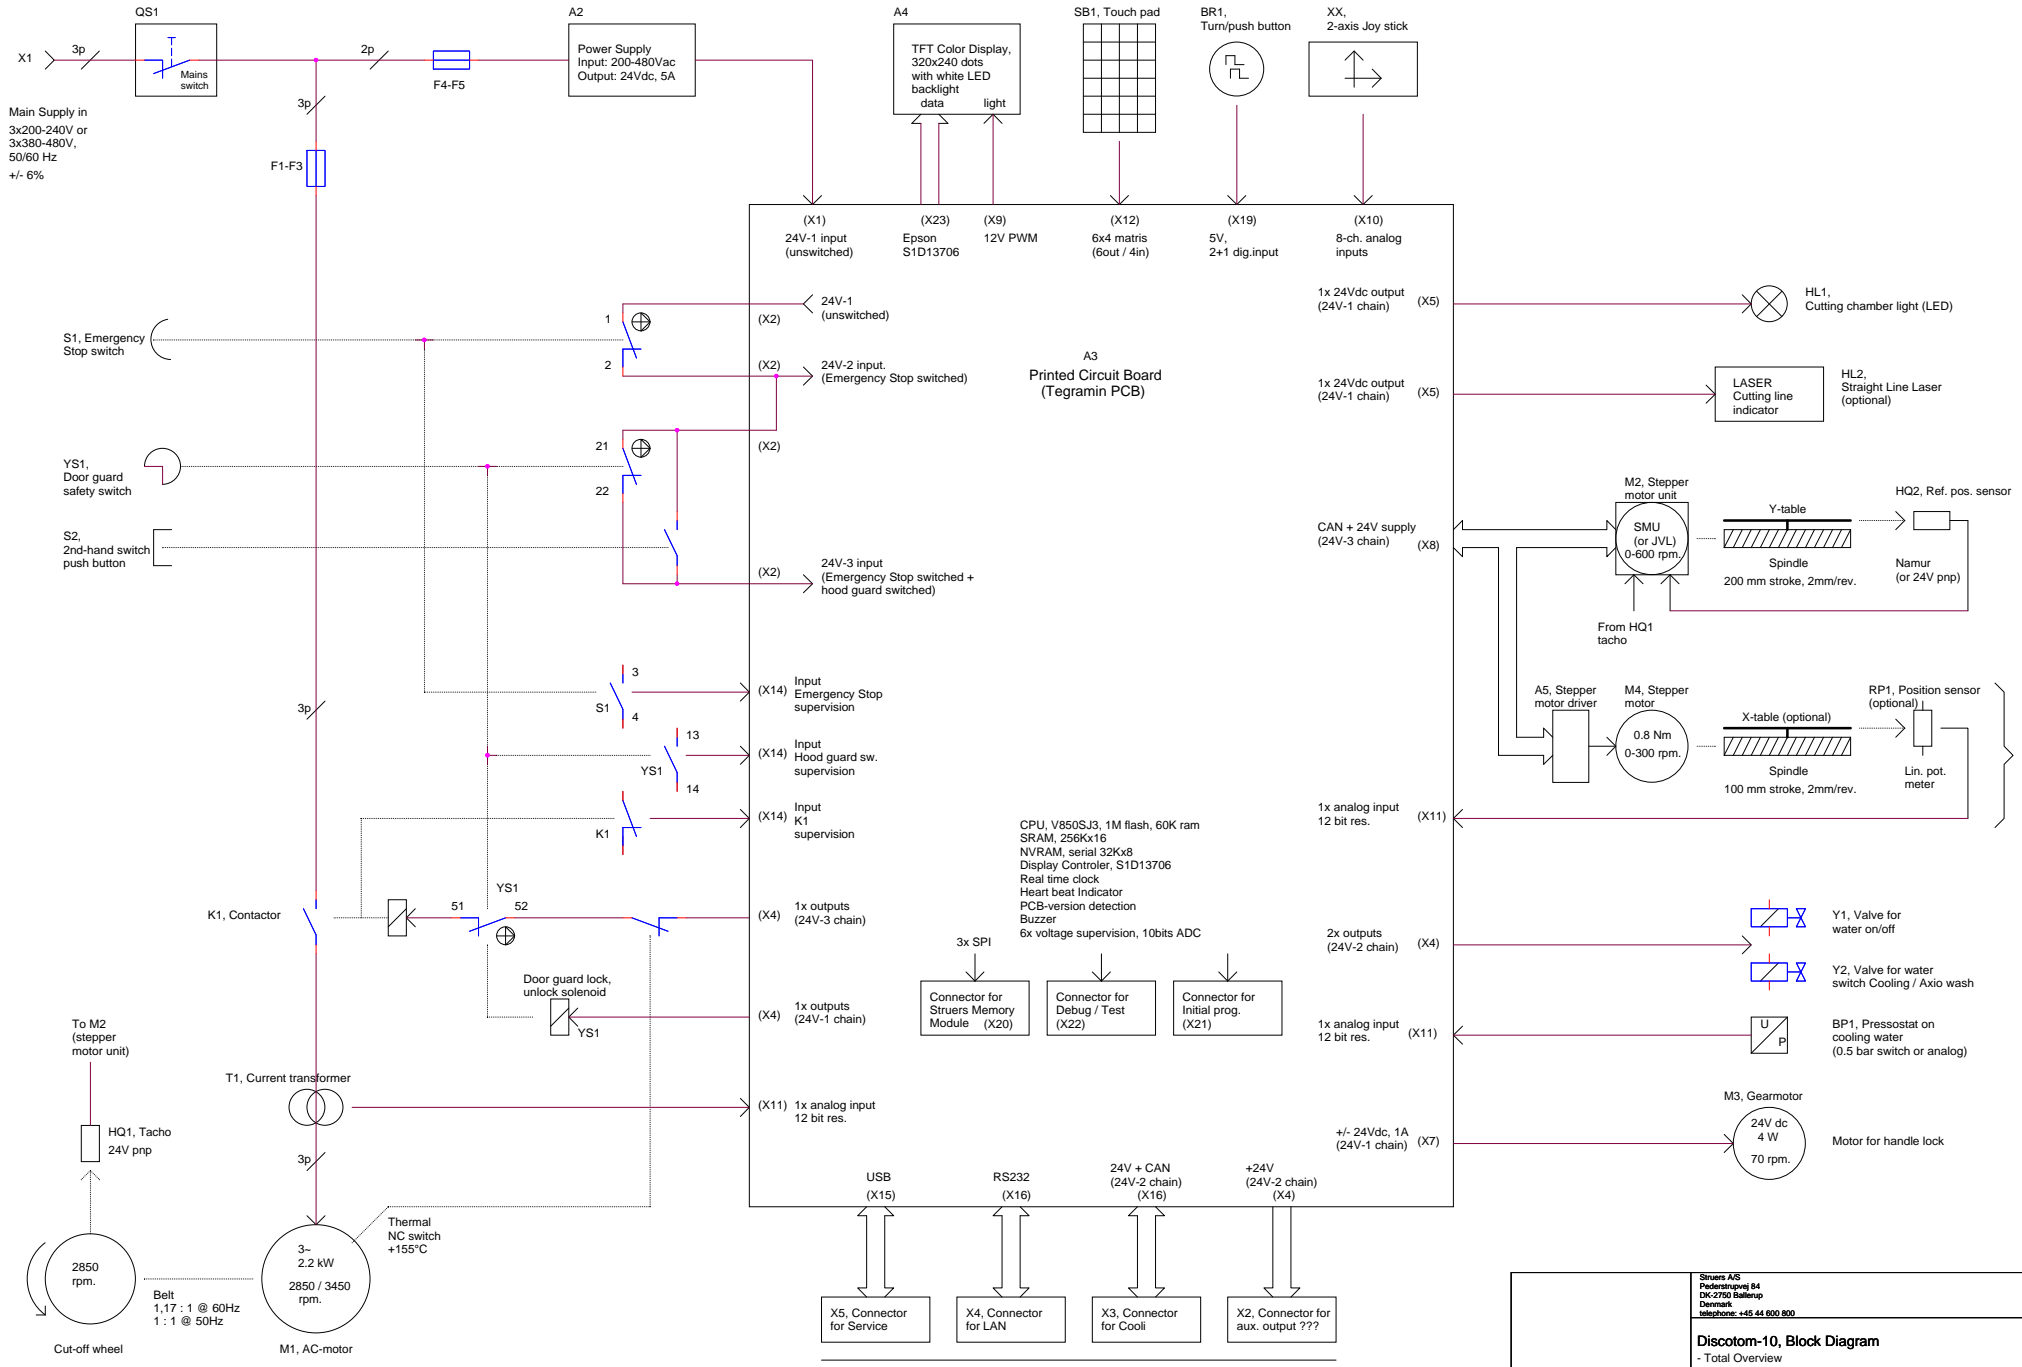 QS1
A2
A4
SB1, Touch pad
BR1,
Turn/push button
XX,
2-axis Joy stick
X1
3p
T
Mains
switch
2p
F4-F5
Power Supply
Input: 200-480Vac
Output: 24Vdc, 5A
TFT Color Display,
320x240 dots
with white LED
backlight
data
light
Main Supply in
3x200-240V or
3x380-480V,
50/60 Hz
+/- 6%
3p
F1-F3
(X1)
24V-1 input
(unswitched)
(X23)
Epson
S1D13706
(X9)
12V PWM
(X12)
6x4 matris
(6out / 4in)
(X19)
5V,
2+1 dig.input
(X10)
8-ch. analog
inputs
S1, Emergency
Stop switch
1
2
(X2)
24V-1
(unswitched)
(X2)
24V-2 input.
(Emergency Stop switched)
A3
Printed Circuit Board
(Tegramin PCB)
1x 24Vdc output
(24V-1 chain)
(X5)
HL1,
Cutting chamber light (LED)
1x 24Vdc output
(24V-1 chain)
(X5)
LASER
Cutting line
indicator
HL2,
Straight Line Laser
(optional)
YS1,
Door guard
safety switch
21
22
(X2)
S2,
2nd-hand switch
push button
(X2)
24V-3 input
(Emergency Stop switched +
hood guard switched)
CAN + 24V supply
(24V-3 chain)
(X8)
M2, Stepper
motor unit
SMU
(or JVL)
0-600 rpm.
Y-table
Spindle
200 mm stroke, 2mm/rev.
HQ2, Ref. pos. sensor
Namur
(or 24V pnp)
From HQ1
tacho
3p
3
S1
4
(X14)
Input
Emergency Stop
supervision
13
YS1
14
(X14)
Input
Hood guard sw.
supervision
K1
(X14)
Input
K1
supervision
A5, Stepper
motor driver
M4, Stepper
motor
0.8 Nm
0-300 rpm.
X-table (optional)
Spindle
100 mm stroke, 2mm/rev.
RP1, Position sensor
(optional)
Lin. pot.
meter
1x analog input
12 bit res.
(X11)
CPU, V850SJ3, 1M flash, 60K ram
SRAM, 256Kx16
NVRAM, serial 32Kx8
Display Controler, S1D13706
Real time clock
Heart beat Indicator
PCB-version detection
Buzzer
6x voltage supervision, 10bits ADC
K1, Contactor
YS1
51
52
(X4)
1x outputs
(24V-3 chain)
Door guard lock,
unlock solenoid
YS1
(X4)
1x outputs
(24V-1 chain)
3x SPI
Connector for
Struers Memory
Module
(X20)
Connector for
Debug / Test
(X22)
Connector for
Initial prog.
(X21)
2x outputs
(24V-2 chain)
(X4)
Y1, Valve for
water on/off
Y2, Valve for water
switch Cooling / Axio wash
1x analog input
12 bit res.
(X11)
U
P
BP1, Pressostat on
cooling water
(0.5 bar switch or analog)
To M2
(stepper
motor unit)
T1, Current transformer
(X11)
1x analog input
12 bit res.
HQ1, Tacho
24V pnp
3p
+/- 24Vdc, 1A
(24V-1 chain)
(X7)
M3, Gearmotor
24V dc
4 W
70 rpm.
Motor for handle lock
USB
(X15)
RS232
(X16)
24V + CAN
(24V-2 chain)
(X16)
+24V
(24V-2 chain)
(X4)
Thermal
NC switch
+155°C
2850
rpm.
Belt
1,17 : 1 @ 60Hz
1 : 1 @ 50Hz
3~
2.2 kW
2850 / 3450
rpm.
Cut-off wheel
M1, AC-motor
X5, Connector
for Service
X4, Connector
for LAN
X3, Connector
for Cooli
X2, Connector for
aux. output ???
Struers A/S
Pederstrupvej 84
DK-2750 Ballerup
Denmark
telephone: +45 44 600 800
Discotom-10, Block Diagram
- Total Overview